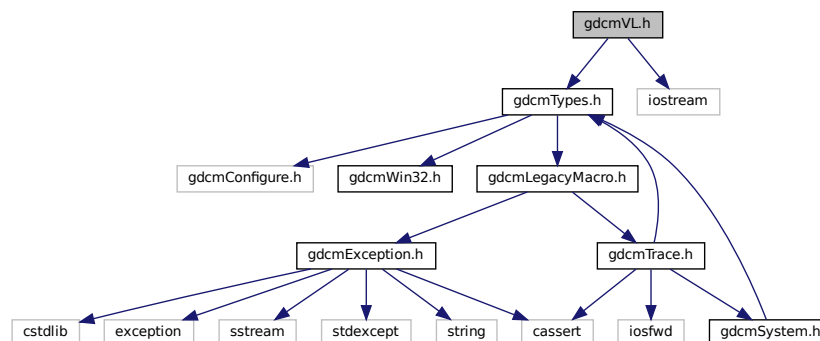 gdcmVL.h
gdcmTypes.h
iostream
gdcmConfigure.h
gdcmWin32.h
gdcmLegacyMacro.h
gdcmException.h
gdcmTrace.h
cstdlib
exception
sstream
stdexcept
string
cassert
iosfwd
gdcmSystem.h